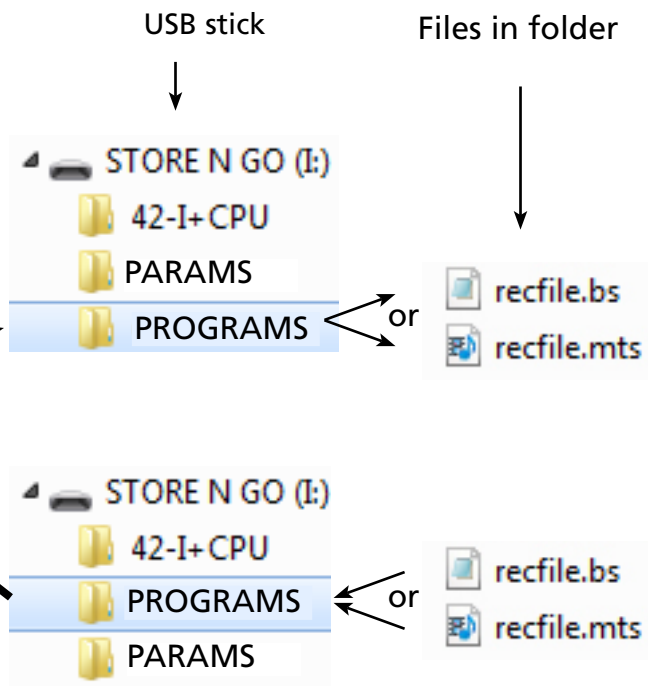 USB stick Files in folder
STORE N GO (I:)
42-I+CPU
PARAMS
PROGRAMS or recfile.bs
recfile.mts
STORE N GO (I:)
42-I+CPU
PROGRAMS or recfile.bs
recfile.mts
PARAMS